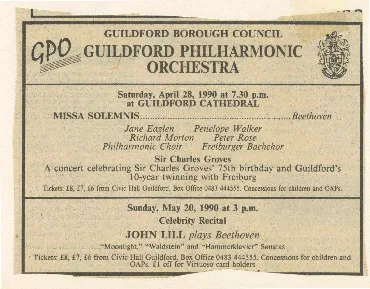 GUILDFORD BOROUGH COUNCIL
GPO
GUILDFORD PHILHARMONIC
ORCHESTRA
Saturday, April 28, 1990 at 7.30 p.m.
at GUILDFORD CATHEDRAL
MISSA SOLEMNIS..............................Beethoven
Jane Eaglen Penelope Walker
Richard Morton Peter Rose
Philharmonic Choir Freiburger Bachchor
Sir Charles Groves
A concert celebrating Sir Charles Groves' 75th birthday and Guildford's
10-year twinning with Freiburg
Tickets: £8, £7, £6 from Civic Hall Guildford, Box Office 0483 444555. Concessions for children and OAPs.
Sunday, May 20, 1990 at 3 p.m.
Celebrity Recital
JOHN LILL plays Beethoven
"Moonlight," "Waldstein" and "Hammerklavier" Sonatas
Tickets: £8, £7, £6 from Civic Hall Guildford, Box Office 0483 444555. Concessions for children and
OAPs. £1 off for Virtuoso card holders